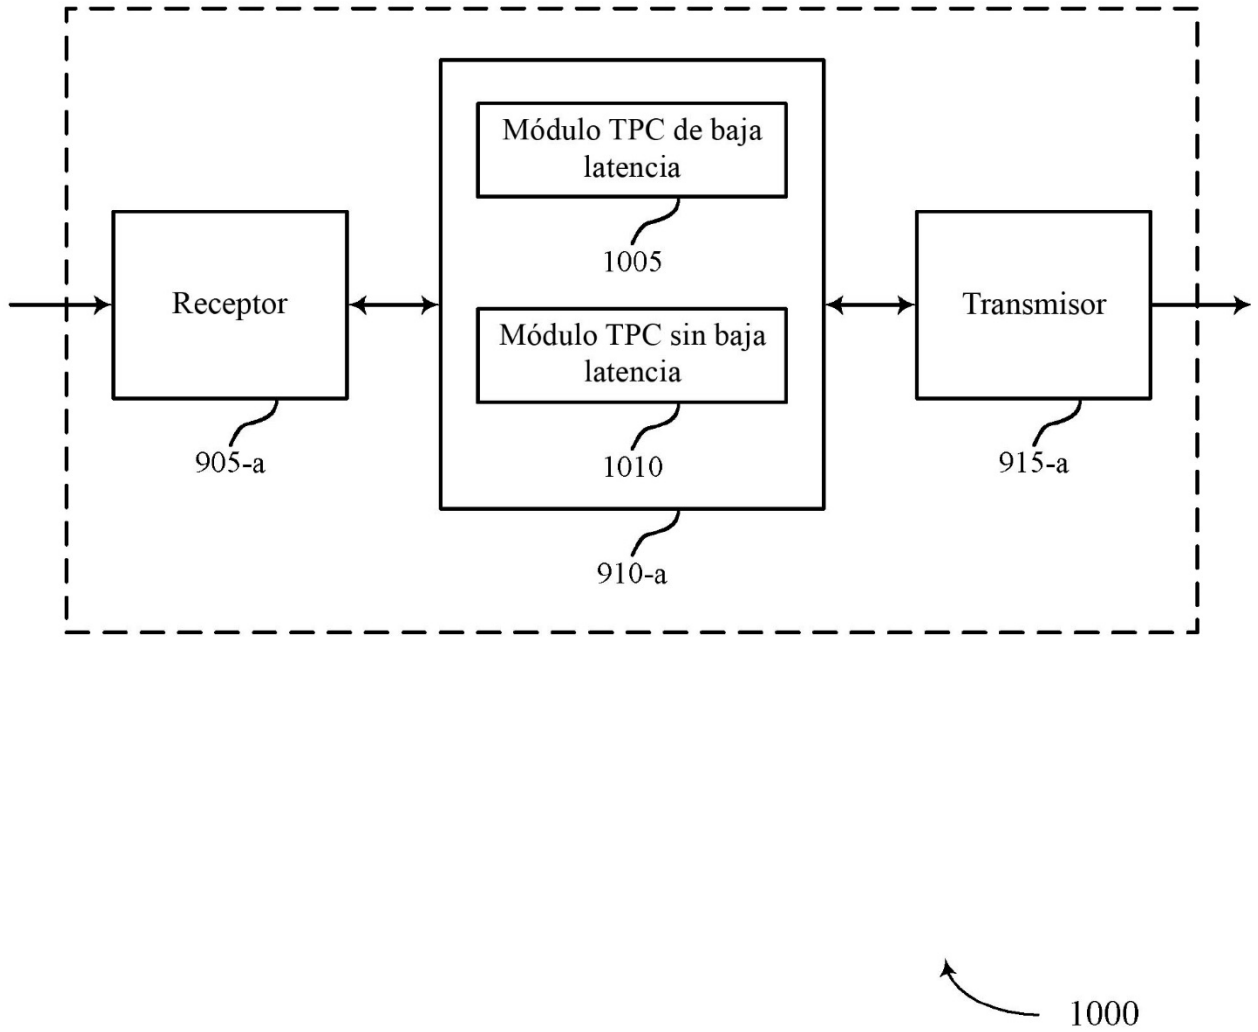 Módulo TPC de baja
latencia
1005
Receptor
Transmisor
Módulo TPC sin baja
latencia
905-a
1010
915-a
910-a
1000